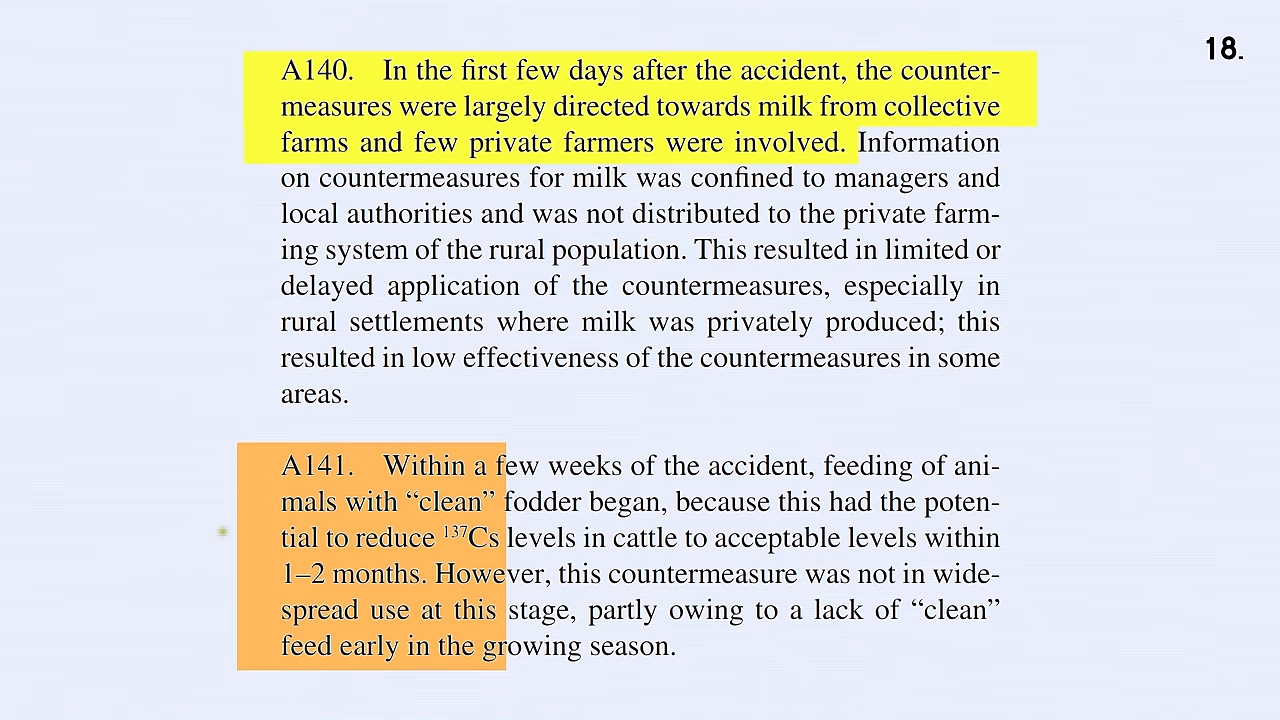 18.
A140. In the first few days after the accident, the counter-
measures were largely directed towards milk from collective
farms and few private farmers were involved. Information
on countermeasures for milk was confined to managers and
local authorities and was not distributed to the private farm-
ing system of the rural population. This resulted in limited or
delayed application of the countermeasures, especially in
rural settlements where milk was privately produced; this
resulted in low effectiveness of the countermeasures in some
areas.
A141. Within a few weeks of the accident, feeding of ani-
mals with “clean” fodder began, because this had the poten-
tial to reduce ¹³⁷Cs levels in cattle to acceptable levels within
1–2 months. However, this countermeasure was not in wide-
spread use at this stage, partly owing to a lack of “clean”
feed early in the growing season.